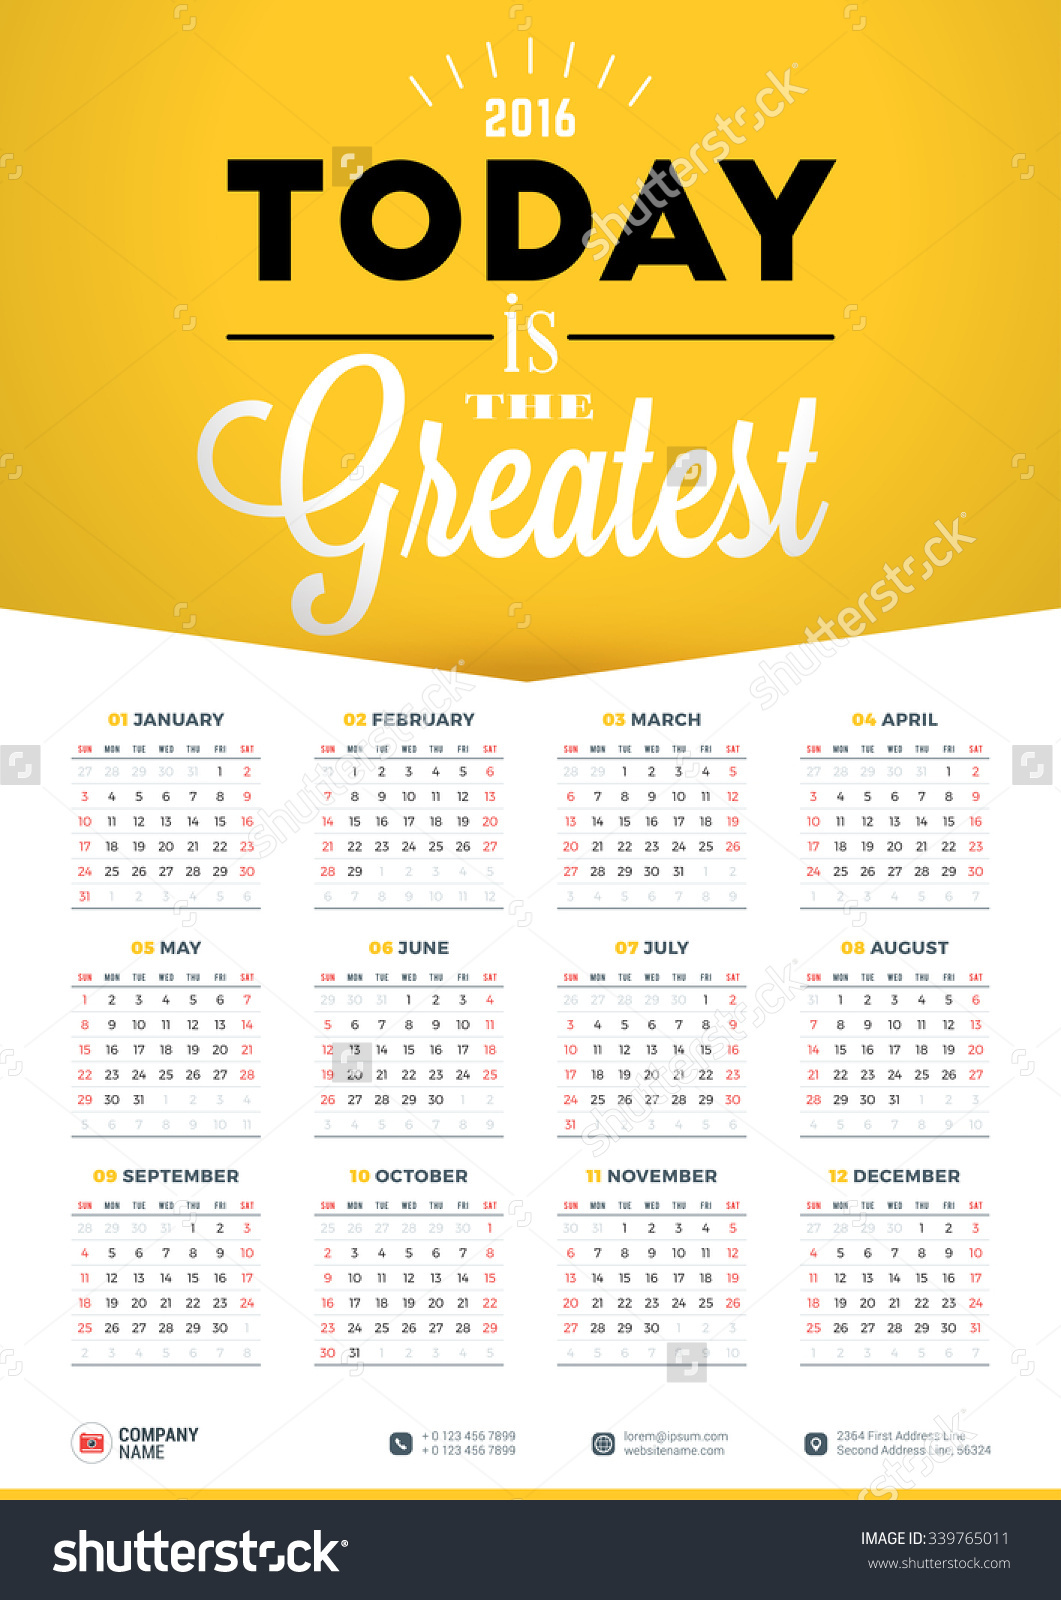 2016
TODAY
is
THE
Greatest
01 JANUARY
SUN MON TUE WED THU FRI SAT
27 28 29 30 31 1 2
3 4 5 6 7 8 9
10 11 12 13 14 15 16
17 18 19 20 21 22 23
24 25 26 27 28 29 30
31 1 2 3 4 5 6
02 FEBRUARY
SUN MON TUE WED THU FRI SAT
31 1 2 3 4 5 6
7 8 9 10 11 12 13
14 15 16 17 18 19 20
21 22 23 24 25 26 27
28 29 1 2 3 4 5
6 7 8 9 10 11 12
03 MARCH
SUN MON TUE WED THU FRI SAT
28 29 1 2 3 4 5
6 7 8 9 10 11 12
13 14 15 16 17 18 19
20 21 22 23 24 25 26
27 28 29 30 31 1 2
3 4 5 6 7 8 9
04 APRIL
SUN MON TUE WED THU FRI SAT
27 28 29 30 31 1 2
3 4 5 6 7 8 9
10 11 12 13 14 15 16
17 18 19 20 21 22 23
24 25 26 27 28 29 30
1 2 3 4 5 6 7
05 MAY
SUN MON TUE WED THU FRI SAT
1 2 3 4 5 6 7
8 9 10 11 12 13 14
15 16 17 18 19 20 21
22 23 24 25 26 27 28
29 30 31 1 2 3 4
5 6 7 8 9 10 11
06 JUNE
SUN MON TUE WED THU FRI SAT
29 30 31 1 2 3 4
5 6 7 8 9 10 11
12 13 14 15 16 17 18
19 20 21 22 23 24 25
26 27 28 29 30 1 2
3 4 5 6 7 8 9
07 JULY
SUN MON TUE WED THU FRI SAT
26 27 28 29 30 1 2
3 4 5 6 7 8 9
10 11 12 13 14 15 16
17 18 19 20 21 22 23
24 25 26 27 28 29 30
31 1 2 3 4 5 6
08 AUGUST
SUN MON TUE WED THU FRI SAT
31 1 2 3 4 5 6
7 8 9 10 11 12 13
14 15 16 17 18 19 20
21 22 23 24 25 26 27
28 29 30 31 1 2 3
4 5 6 7 8 9 10
09 SEPTEMBER
SUN MON TUE WED THU FRI SAT
28 29 30 31 1 2 3
4 5 6 7 8 9 10
11 12 13 14 15 16 17
18 19 20 21 22 23 24
25 26 27 28 29 30 1
2 3 4 5 6 7 8
10 OCTOBER
SUN MON TUE WED THU FRI SAT
25 26 27 28 29 30 1
2 3 4 5 6 7 8
9 10 11 12 13 14 15
16 17 18 19 20 21 22
23 24 25 26 27 28 29
30 31 1 2 3 4 5
11 NOVEMBER
SUN MON TUE WED THU FRI SAT
30 31 1 2 3 4 5
6 7 8 9 10 11 12
13 14 15 16 17 18 19
20 21 22 23 24 25 26
27 28 29 30 1 2 3
4 5 6 7 8 9 10
12 DECEMBER
SUN MON TUE WED THU FRI SAT
27 28 29 30 1 2 3
4 5 6 7 8 9 10
11 12 13 14 15 16 17
18 19 20 21 22 23 24
25 26 27 28 29 30 31
1 2 3 4 5 6 7
COMPANY
NAME
+ 0 123 456 7899
+ 0 123 456 7899
lorem@ipsum.com
websitename.com
2364 First Address Line
Second Address Line, 56324
shutterstock
shutterstock
shutterstock
shutterstock
shutterstock
shutterstock
IMAGE ID: 339765011
www.shutterstock.com